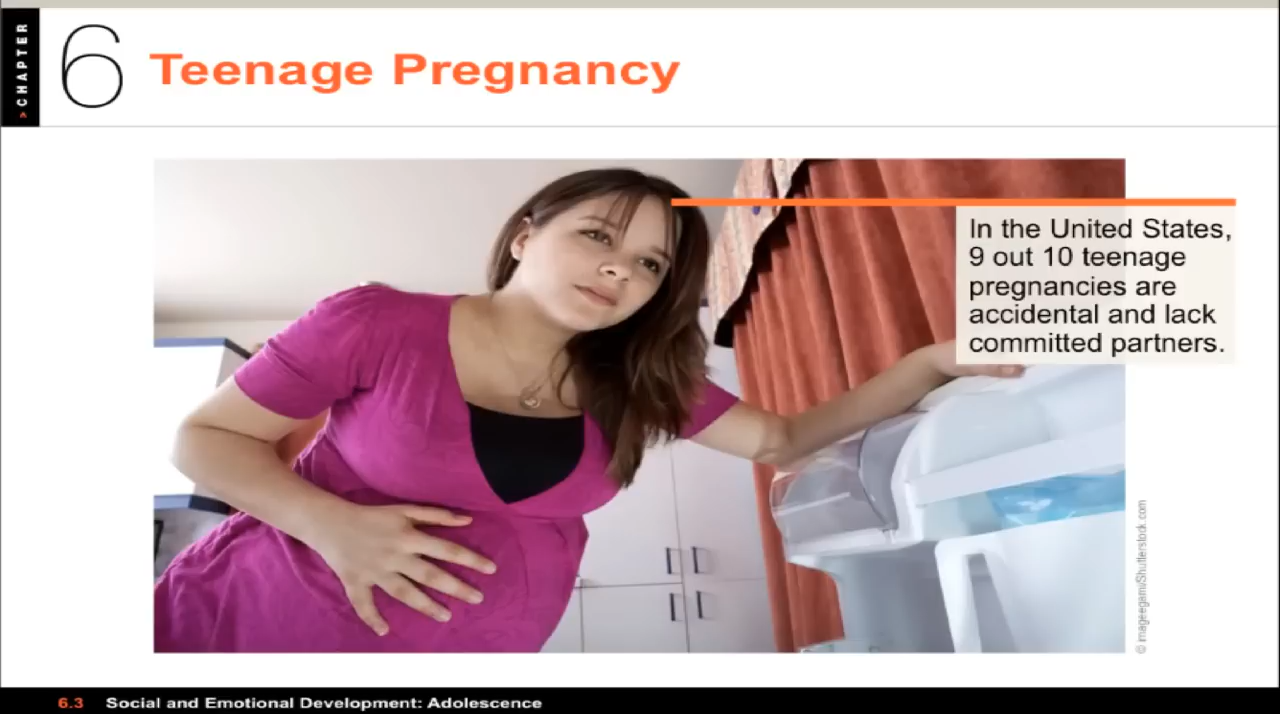 > CHAPTER
6
Teenage Pregnancy
In the United States,
9 out 10 teenage
pregnancies are
accidental and lack
committed partners.
© imageegami/Shutterstock.com
6.3 Social and Emotional Development: Adolescence